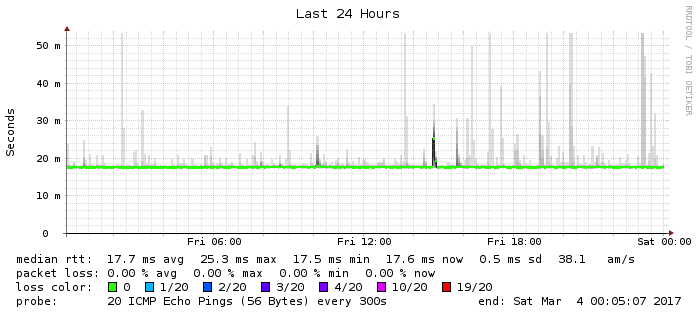 Last 24 Hours
RRDTOOL / TOBI OETIKER
Seconds
50 m
40 m
30 m
20 m
10 m
0
Fri 06:00 Fri 12:00 Fri 18:00 Sat 00:00
median rtt: 17.7 ms avg 25.3 ms max 17.5 ms min 17.6 ms now 0.5 ms sd 38.1 am/s
packet loss: 0.00 % avg 0.00 % max 0.00 % min 0.00 % now
loss color: 0 1/20 2/20 3/20 4/20 10/20 19/20
probe: 20 ICMP Echo Pings (56 Bytes) every 300s end: Sat Mar 4 00:05:07 2017